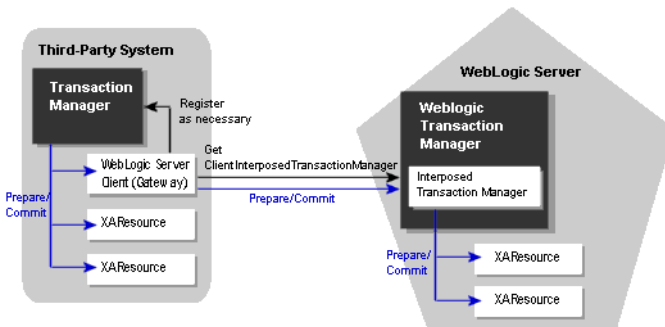 Third-Party System
Transaction
Manager
Register
as necessary
WebLogic Server
Client (Gateway)
Prepare/
Commit
XAResource
XAResource
Get
ClientInterposedTransactionManager
Prepare/Commit
WebLogic Server
Weblogic
Transaction
Manager
Interposed
Transaction Manager
Prepare/
Commit
XAResource
XAResource